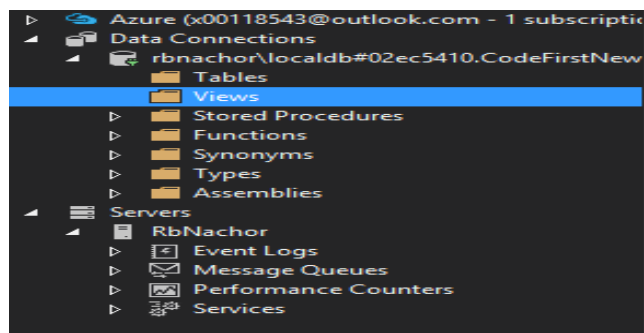 Azure (x00118543@outlook.com - 1 subscriptic
Data Connections
rbnachor\localdb#02ec5410.CodeFirstNew
Tables
Views
Stored Procedures
Functions
Synonyms
Types
Assemblies
Servers
RbNachor
Event Logs
Message Queues
Performance Counters
Services